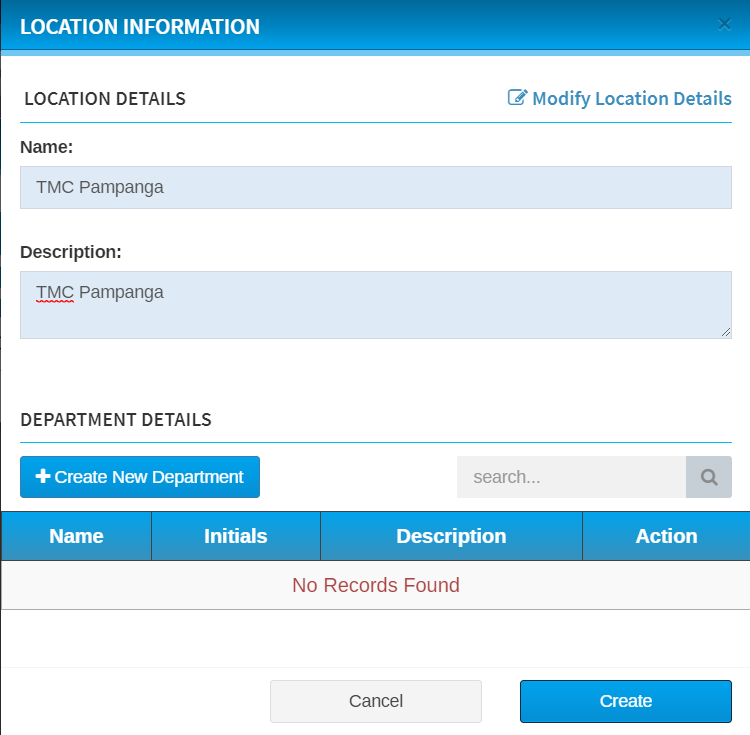 LOCATION INFORMATION
LOCATION DETAILS Modify Location Details
Name:
TMC Pampanga
Description:
TMC Pampanga
DEPARTMENT DETAILS
Create New Department search...
Name Initials Description Action
No Records Found
Cancel Create